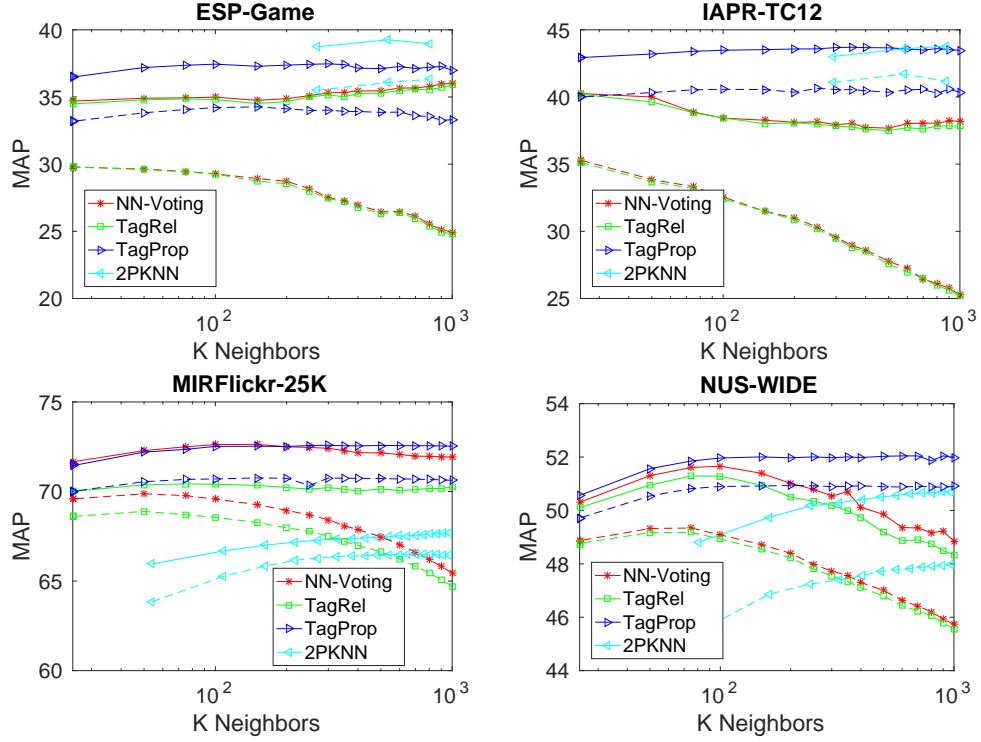 ESP-Game
MAP
40
35
30
25
20
NN-Voting
TagRel
TagProp
2PKNN
10^2
10^3
K Neighbors
IAPR-TC12
MAP
45
40
35
30
25
NN-Voting
TagRel
TagProp
2PKNN
10^2
10^3
K Neighbors
MIRFlickr-25K
MAP
75
70
65
60
NN-Voting
TagRel
TagProp
2PKNN
10^2
10^3
K Neighbors
NUS-WIDE
MAP
54
52
50
48
46
44
NN-Voting
TagRel
TagProp
2PKNN
10^2
10^3
K Neighbors